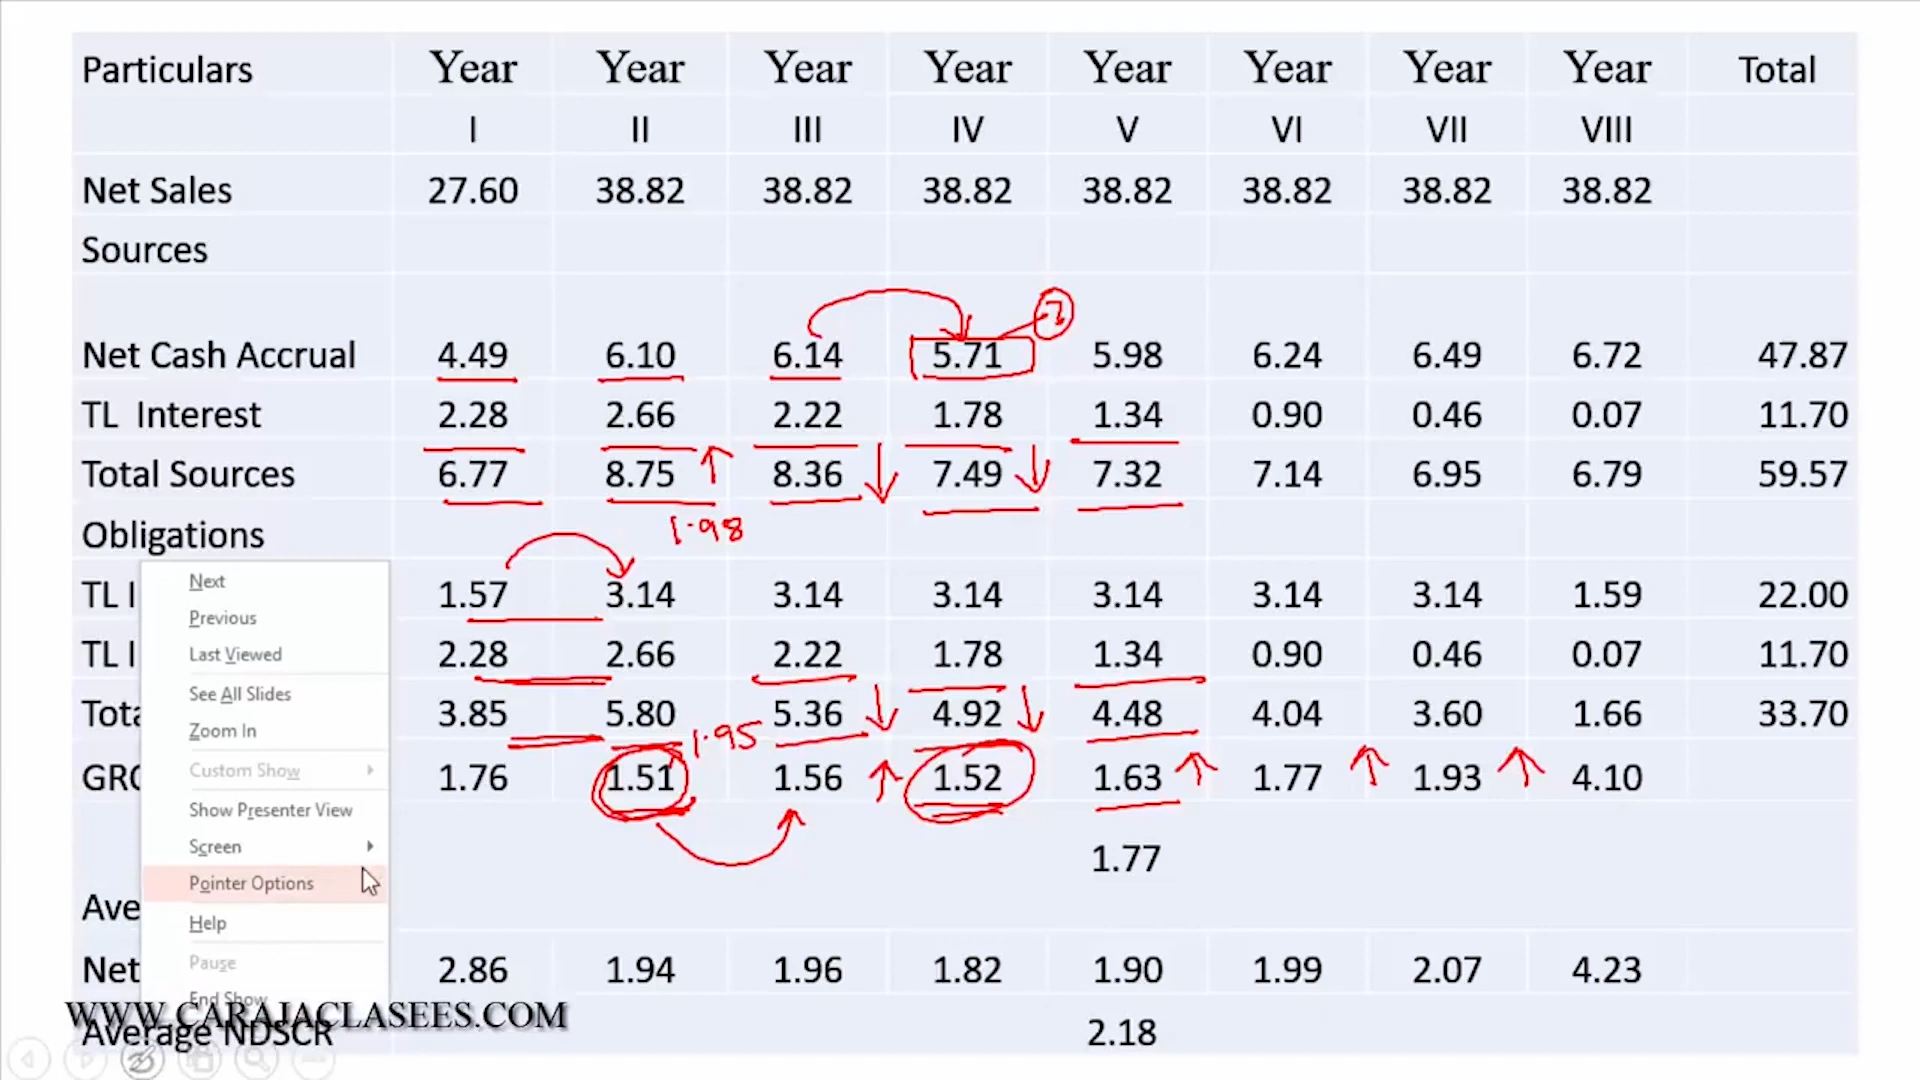 Particulars Year Year Year Year Year Year Year Year Total
I II III IV V VI VII VIII
Net Sales 27.60 38.82 38.82 38.82 38.82 38.82 38.82 38.82
Sources
Net Cash Accrual 4.49 6.10 6.14 5.71 5.98 6.24 6.49 6.72 47.87
TL Interest 2.28 2.66 2.22 1.78 1.34 0.90 0.46 0.07 11.70
Total Sources 6.77 8.75 8.36 7.49 7.32 7.14 6.95 6.79 59.57
1.98
Obligations
TL I 1.57 3.14 3.14 3.14 3.14 3.14 3.14 1.59 22.00
TL I 2.28 2.66 2.22 1.78 1.34 0.90 0.46 0.07 11.70
Tota 3.85 5.80 5.36 4.92 4.48 4.04 3.60 1.66 33.70
1.95
GRO 1.76 1.51 1.56 1.52 1.63 1.77 1.93 4.10
1.77
Ave
Net 2.86 1.94 1.96 1.82 1.90 1.99 2.07 4.23
Average NDSCR 2.18
Next
Previous
Last Viewed
See All Slides
Zoom In
Custom Show
Show Presenter View
Screen
Pointer Options
Help
Pause
End Show
WWW.CARAJACLASEES.COM